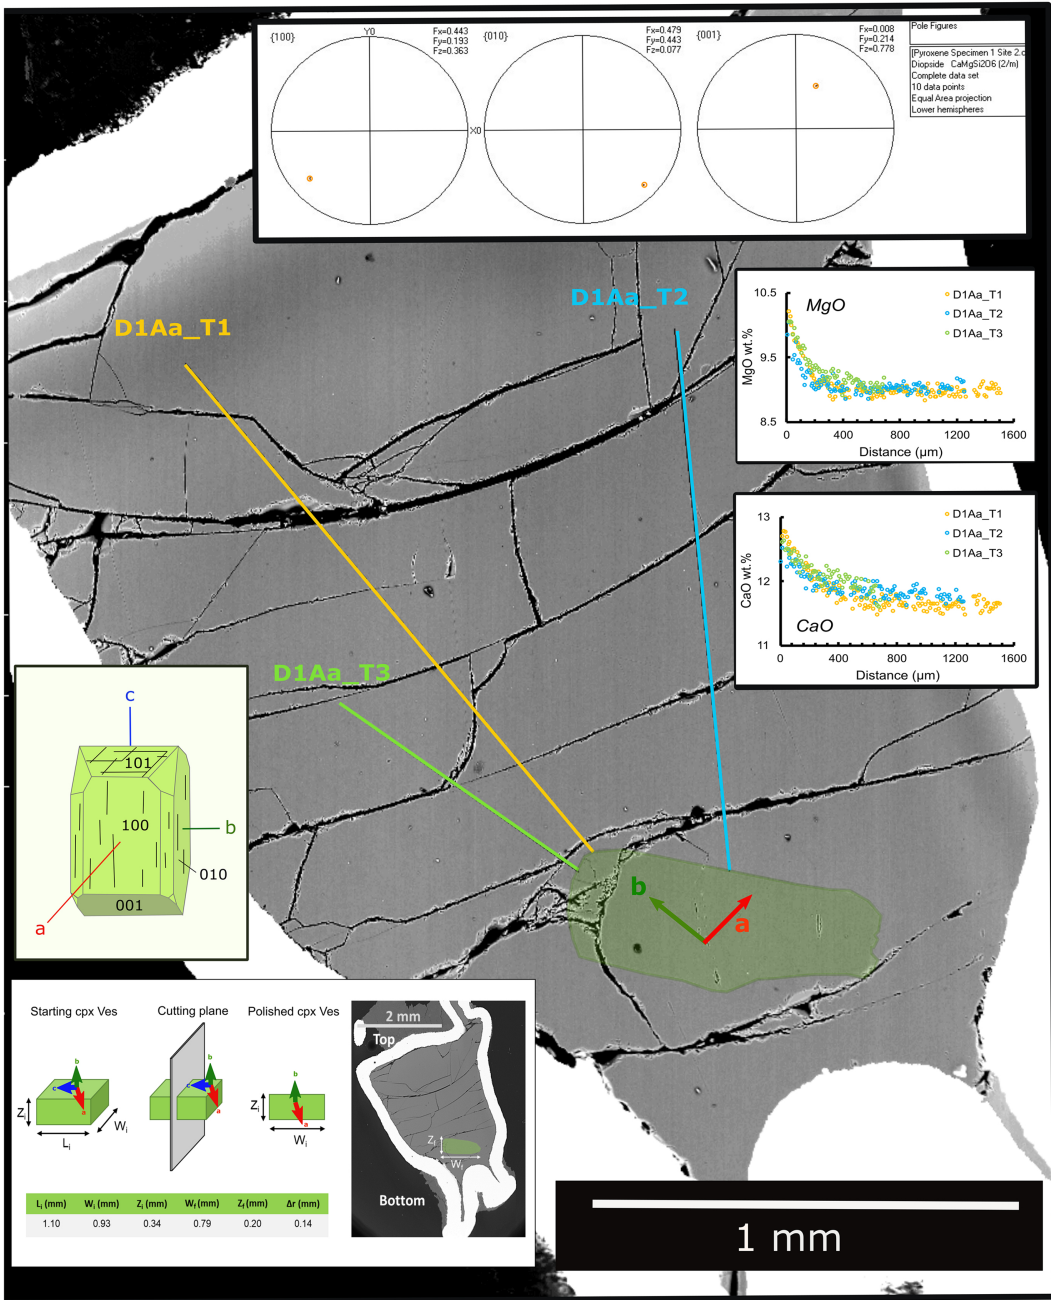 {100}
Y0
Fx=0.443
Fy=0.193
Fz=0.363
X0
{010}
Fx=0.479
Fy=0.443
Fz=0.077
{001}
Fx=0.008
Fy=0.214
Fz=0.778
Pole Figures
[Pyroxene Specimen 1 Site 2.c
Diopside CaMgSi2O6 (2/m)
Complete data set
10 data points
Equal Area projection
Lower hemispheres
D1Aa_T1
D1Aa_T2
D1Aa_T3
MgO
D1Aa_T1
D1Aa_T2
D1Aa_T3
MgO wt.%
10.5
9.5
8.5
0
400
800
1200
1600
Distance (µm)
CaO
D1Aa_T1
D1Aa_T2
D1Aa_T3
CaO wt.%
13
12
11
0
300
600
900
1200
1500
Distance (µm)
c
101
100
b
010
001
a
b
a
Starting cpx Ves
Cutting plane
Polished cpx Ves
b
c
a
Zi
Li
Wi
b
c
a
b
a
Zi
Wi
2 mm
Top
Zf
Wf
Bottom
Li (mm) Wi (mm) Zi (mm) Wf (mm) Zf (mm) Δr (mm)
1.10 0.93 0.34 0.79 0.20 0.14
1 mm